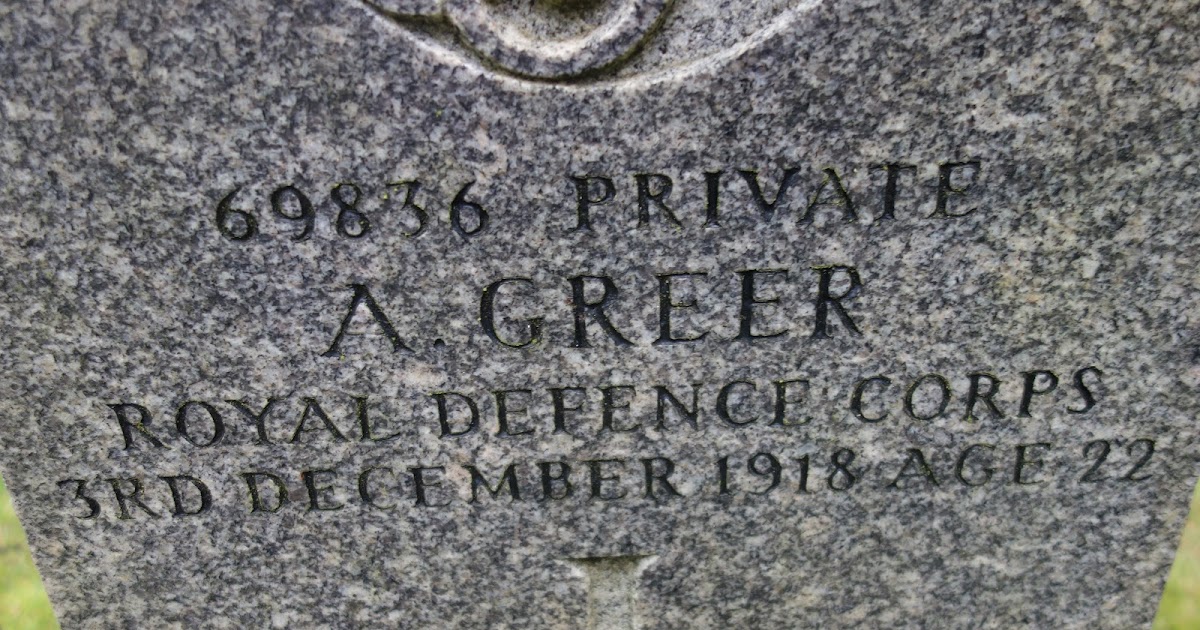 69836 PRIVATE
A. GREER
ROYAL DEFENCE CORPS
3RD DECEMBER 1918 AGE 22